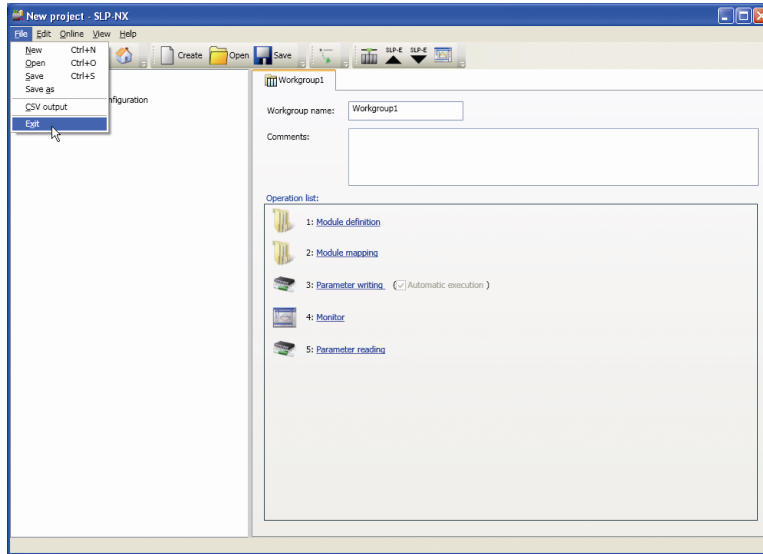 New project - SLP-NX
File Edit Online View Help
New Ctrl+N
Open Ctrl+O
Save Ctrl+S
Save as
CSV output
Exit
Create Open Save SLP-E SLP-E
nfiguration
Workgroup1
Workgroup name: Workgroup1
Comments:
Operation list:
1: Module definition
2: Module mapping
3: Parameter writing ( Automatic execution )
4: Monitor
5: Parameter reading